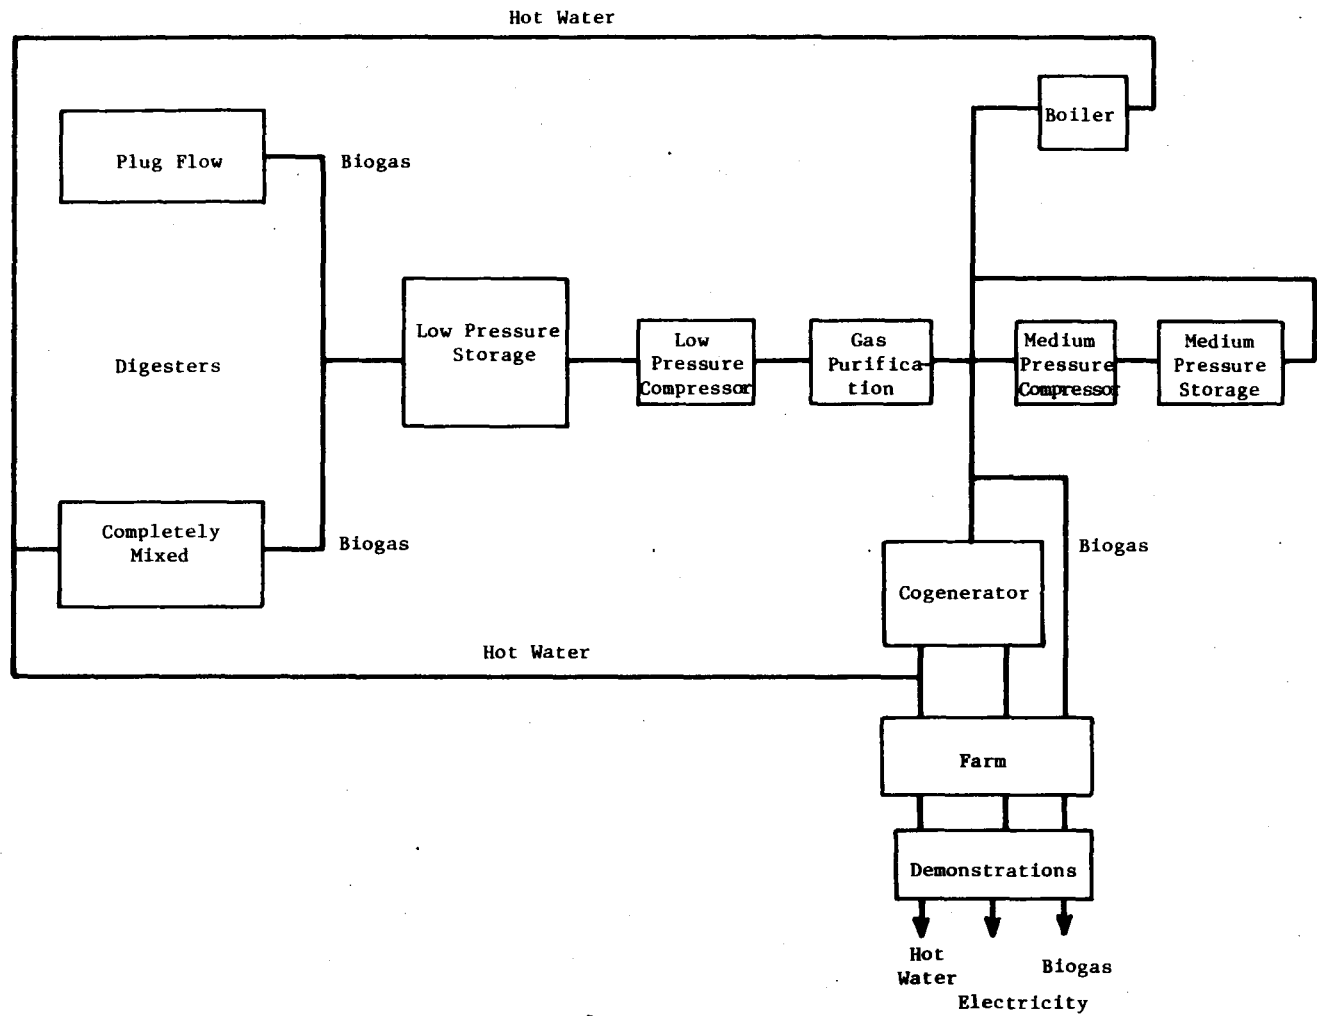 Hot Water
Boiler
Plug Flow
Biogas
Low Pressure
Storage
Low
Pressure
Compressor
Gas
Purifica-
tion
Medium
Pressure
Compressor
Medium
Pressure
Storage
Digesters
Completely
Mixed
Biogas
Biogas
Cogenerator
Hot Water
Farm
Demonstrations
Hot
Water
Biogas
Electricity